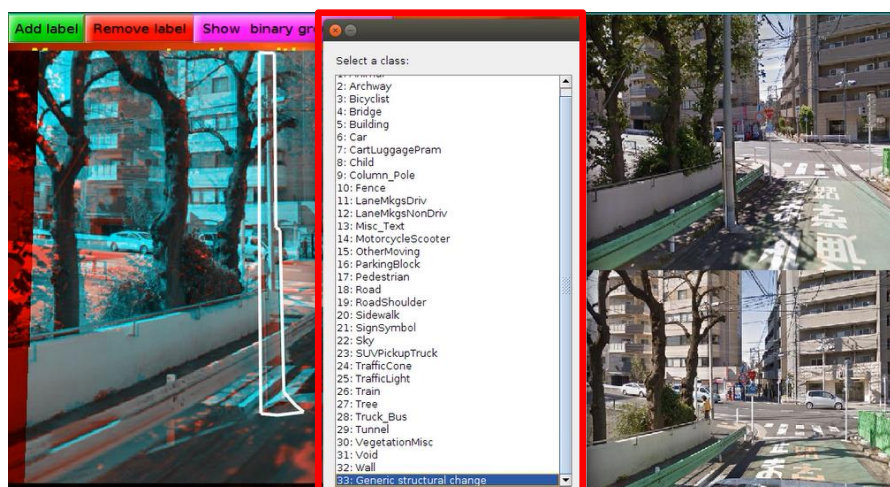 Add label
Remove label
Show binary gro
Select a class:
1: Animal
2: Archway
3: Bicyclist
4: Bridge
5: Building
6: Car
7: CartLuggagePram
8: Child
9: Column_Pole
10: Fence
11: LaneMkgsDriv
12: LaneMkgsNonDriv
13: Misc_Text
14: MotorcycleScooter
15: OtherMoving
16: ParkingBlock
17: Pedestrian
18: Road
19: RoadShoulder
20: Sidewalk
21: SignSymbol
22: Sky
23: SUVPickupTruck
24: TrafficCone
25: TrafficLight
26: Train
27: Tree
28: Truck_Bus
29: Tunnel
30: VegetationMisc
31: Void
32: Wall
33: Generic structural change